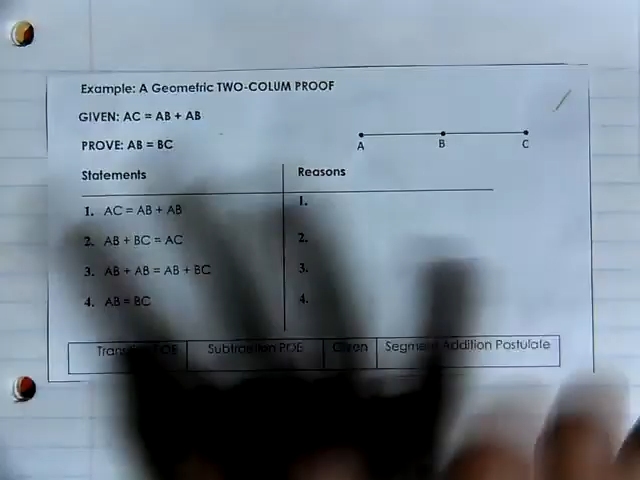 Example: A Geometric TWO-COLUM PROOF
GIVEN: AC = AB + AB
PROVE: AB = BC
A B C
Statements Reasons
1. AC = AB + AB 1.
2. AB + BC = AC 2.
3. AB + AB = AB + BC 3.
4. AB = BC 4.
Subtraction POE Given Segment Addition Postulate